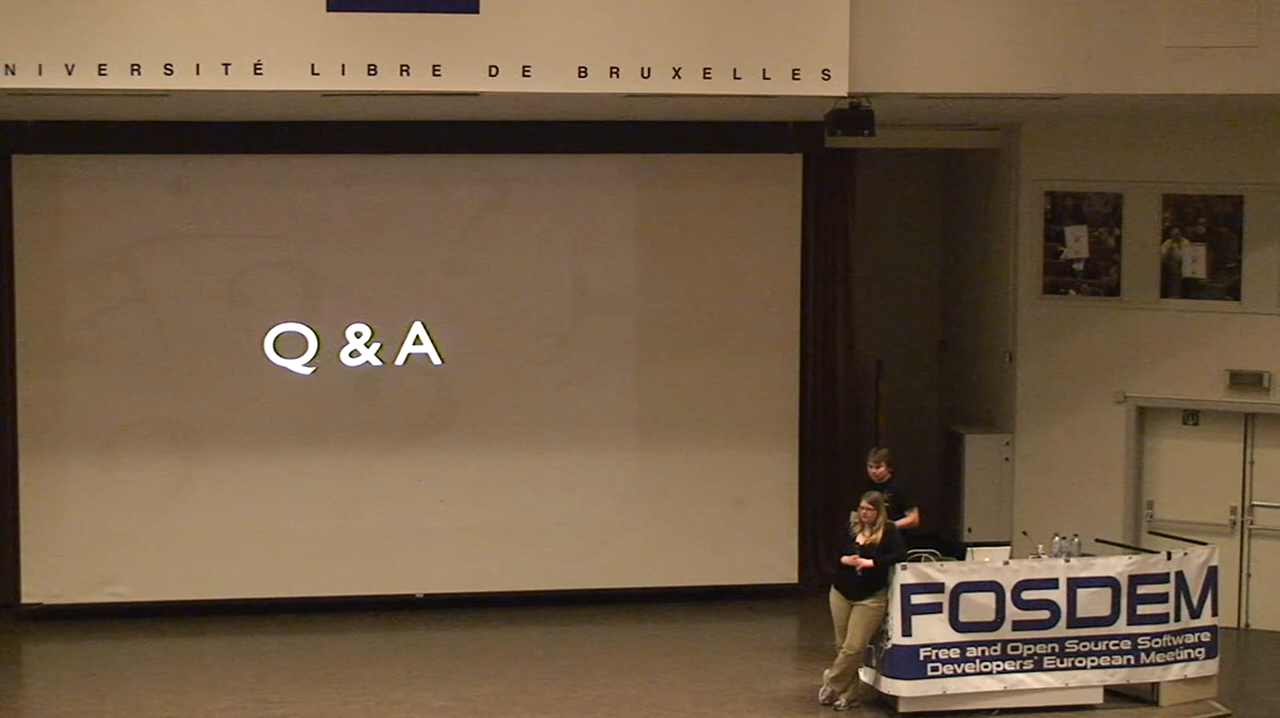 NIVERSITÉ LIBRE DE BRUXELLES
Q & A
FOSDEM
Free and Open Source Software
Developers' European Meeting